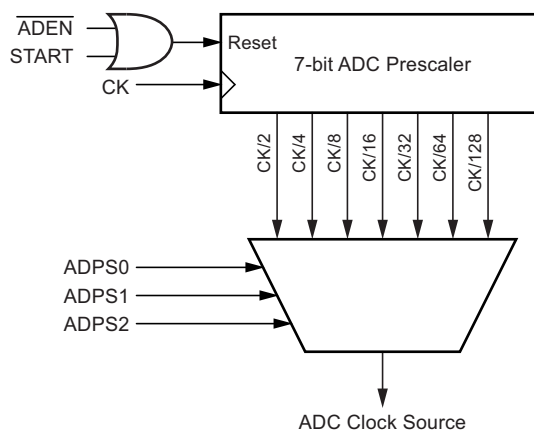 ADEN
START
Reset
7-bit ADC Prescaler
CK
CK/2
CK/4
CK/8
CK/16
CK/32
CK/64
CK/128
ADPS0
ADPS1
ADPS2
ADC Clock Source